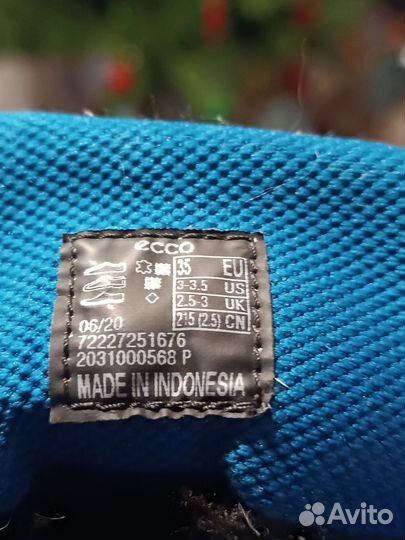 ecco
35 EU
3-3.5 US
2.5-3 UK
215 (2.5) CN
06/20
72227251676
2031000568 P
MADE IN INDONESIA
Avito